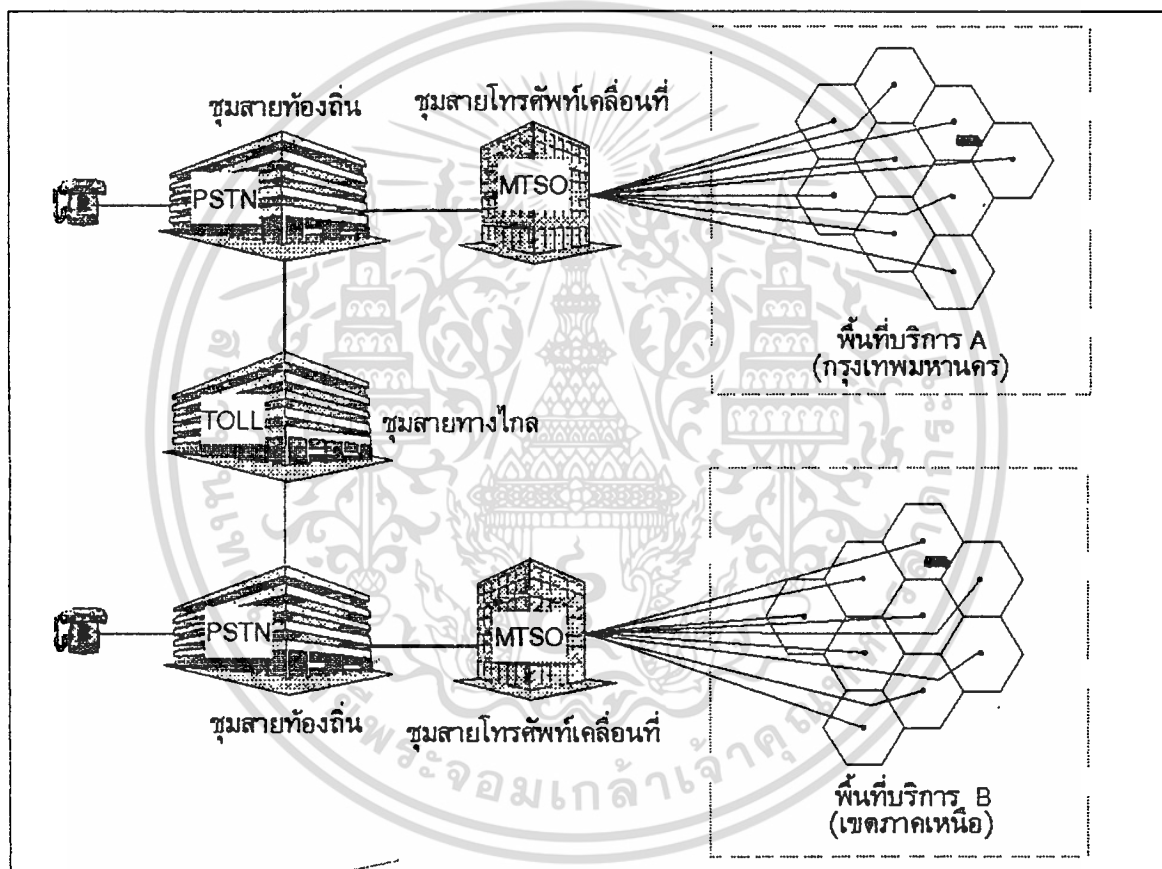 ชุมสายท้องถิ่น
ชุมสายโทรศัพท์เคลื่อนที่
PSTN
MTSO
พื้นที่บริการ A
(กรุงเทพมหานคร)
TOLL
ชุมสายทางไกล
PSTN
MTSO
ชุมสายท้องถิ่น
ชุมสายโทรศัพท์เคลื่อนที่
พื้นที่บริการ B
(เขตภาคเหนือ)